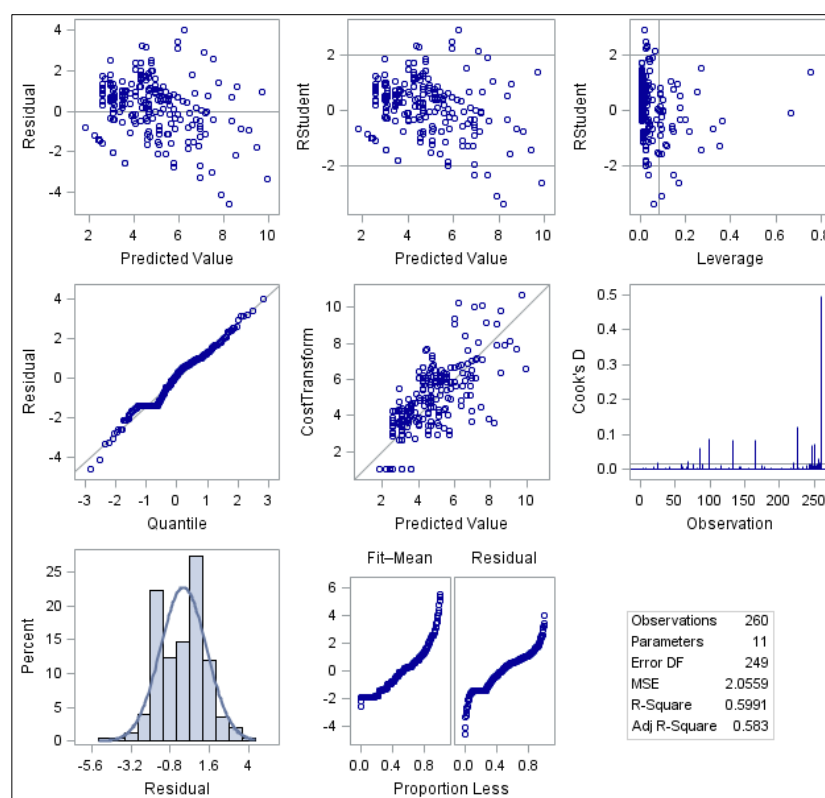 4
2
0
-2
-4
Residual
2 4 6 8 10
Predicted Value
2
0
-2
RStudent
2 4 6 8 10
Predicted Value
2
0
-2
RStudent
0.0 0.2 0.4 0.6 0.8
Leverage
4
2
0
-2
-4
Residual
-3 -2 -1 0 1 2 3
Quantile
10
8
6
4
2
CostTransform
2 4 6 8 10
Predicted Value
0.5
0.4
0.3
0.2
0.1
0.0
Cook's D
0 50 100 150 200 250
Observation
25
20
15
10
5
0
Percent
-5.6 -3.2 -0.8 1.6 4
Residual
Fit–Mean Residual
6
4
2
0
-2
-4
0.0 0.4 0.8 0.0 0.4 0.8
Proportion Less
Observations 260
Parameters 11
Error DF 249
MSE 2.0559
R-Square 0.5991
Adj R-Square 0.583